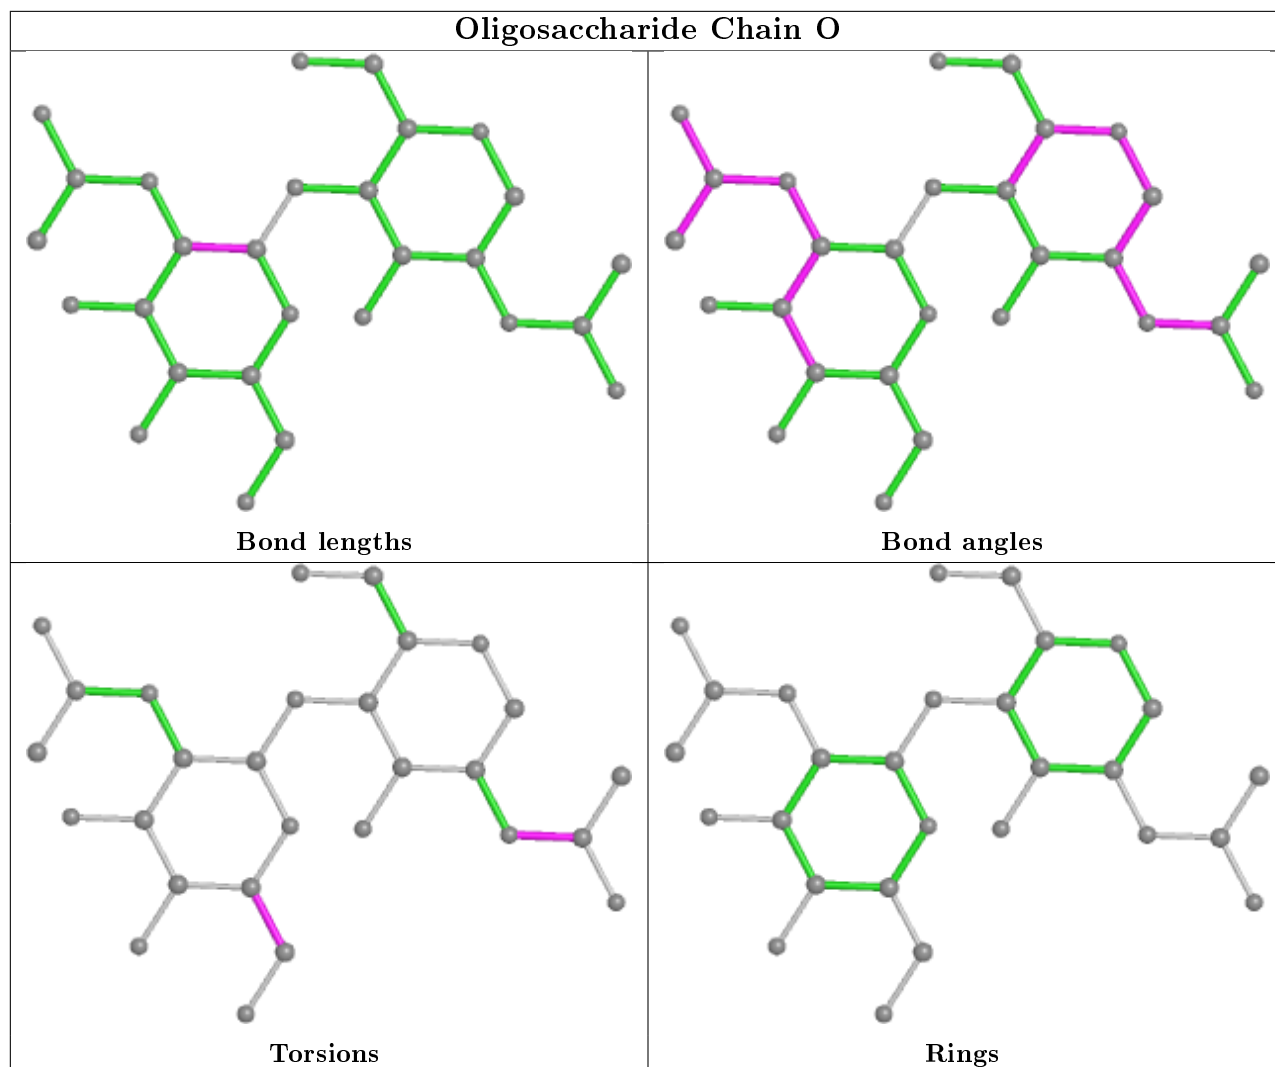 Oligosaccharide Chain O
Bond lengths
Bond angles
Torsions
Rings